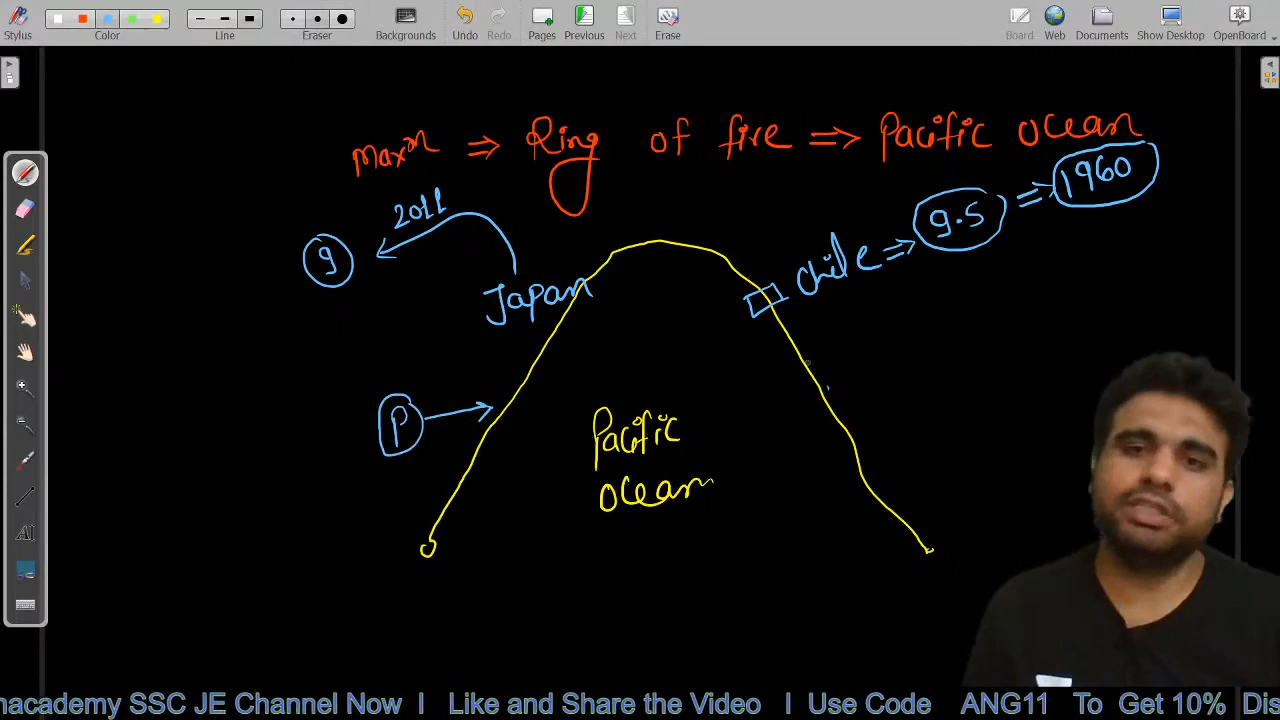 Stylus
Color
Line
Eraser
Backgrounds
Undo
Redo
Pages
Previous
Next
Erase
Board
Web
Documents
Show Desktop
OpenBoard
Maxm ⇒ Ring of fire ⇒ Pacific Ocean
2011
9
Japan
Chile ⇒ 9.5 ⇒ 1960
P
Pacific
Ocean
nacademy SSC JE Channel Now I Like and Share the Video I Use Code ANG11 To Get 10% Dis